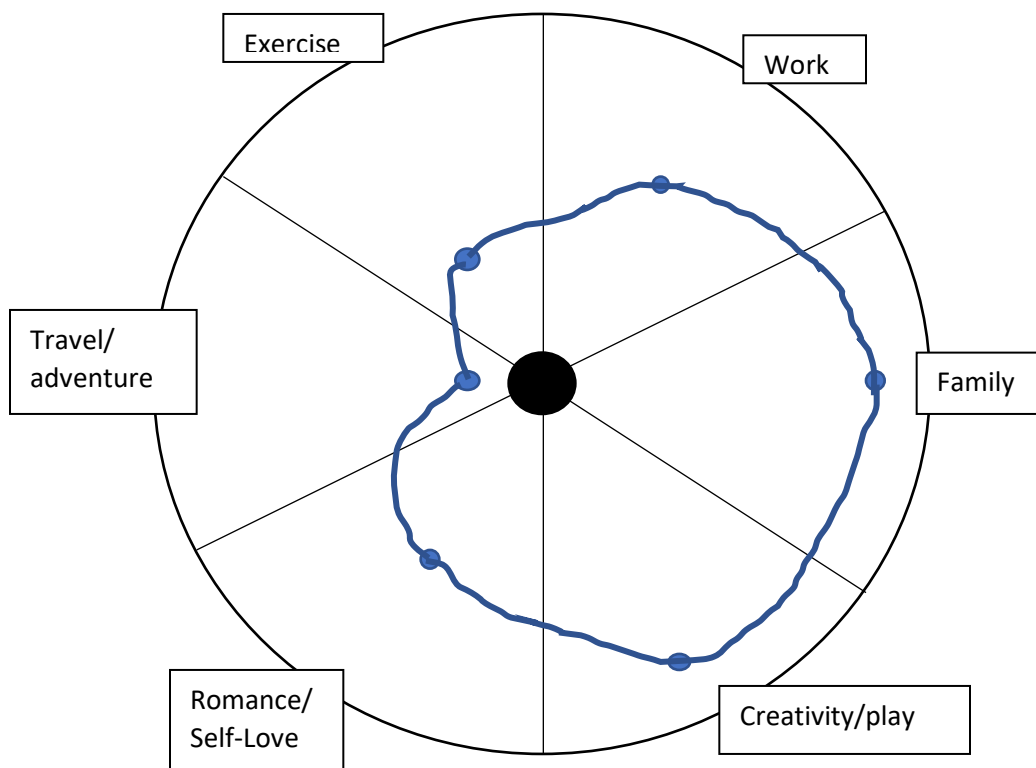 Exercise
Work
Travel/
adventure
Family
Romance/
Self-Love
Creativity/play